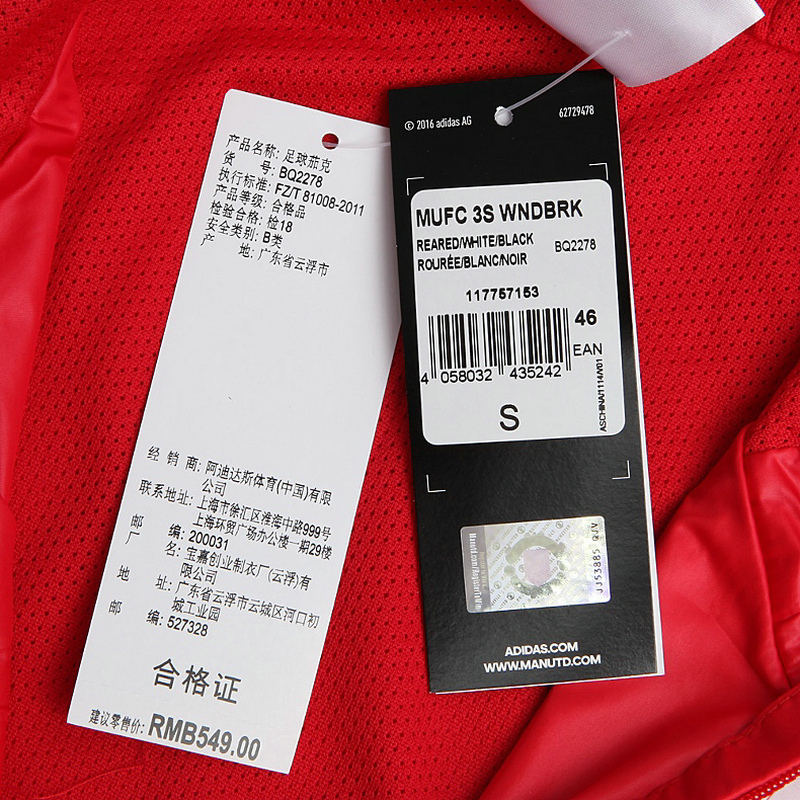 产品名称: 足球茄克
货 号: BQ2278
执行标准: FZ/T 81008-2011
产品等级: 合格品
检验合格: 检18
安全类别: B类
产 地: 广东省云浮市
经 销 商: 阿迪达斯体育(中国)有限
公司
联系地址: 上海市徐汇区淮海中路999号
上海环贸广场办公楼一期29楼
邮 编: 200031
厂 名: 宝嘉创业制衣厂(云浮)有
限公司
地 址: 广东省云浮市云城区河口初
城工业园
邮 编: 527328
合格证
建议零售价: RMB549.00
© 2016 adidas AG
62729478
MUFC 3S WNDBRK
REARED/WHITE/BLACK
BQ2278
ROURÉE/BLANC/NOIR
117757153
46
EAN
4 058032 435242
S
ASCHINA/1114/V01
JJ53885 QJV
ADIDAS.COM
WWW.MANUTD.COM